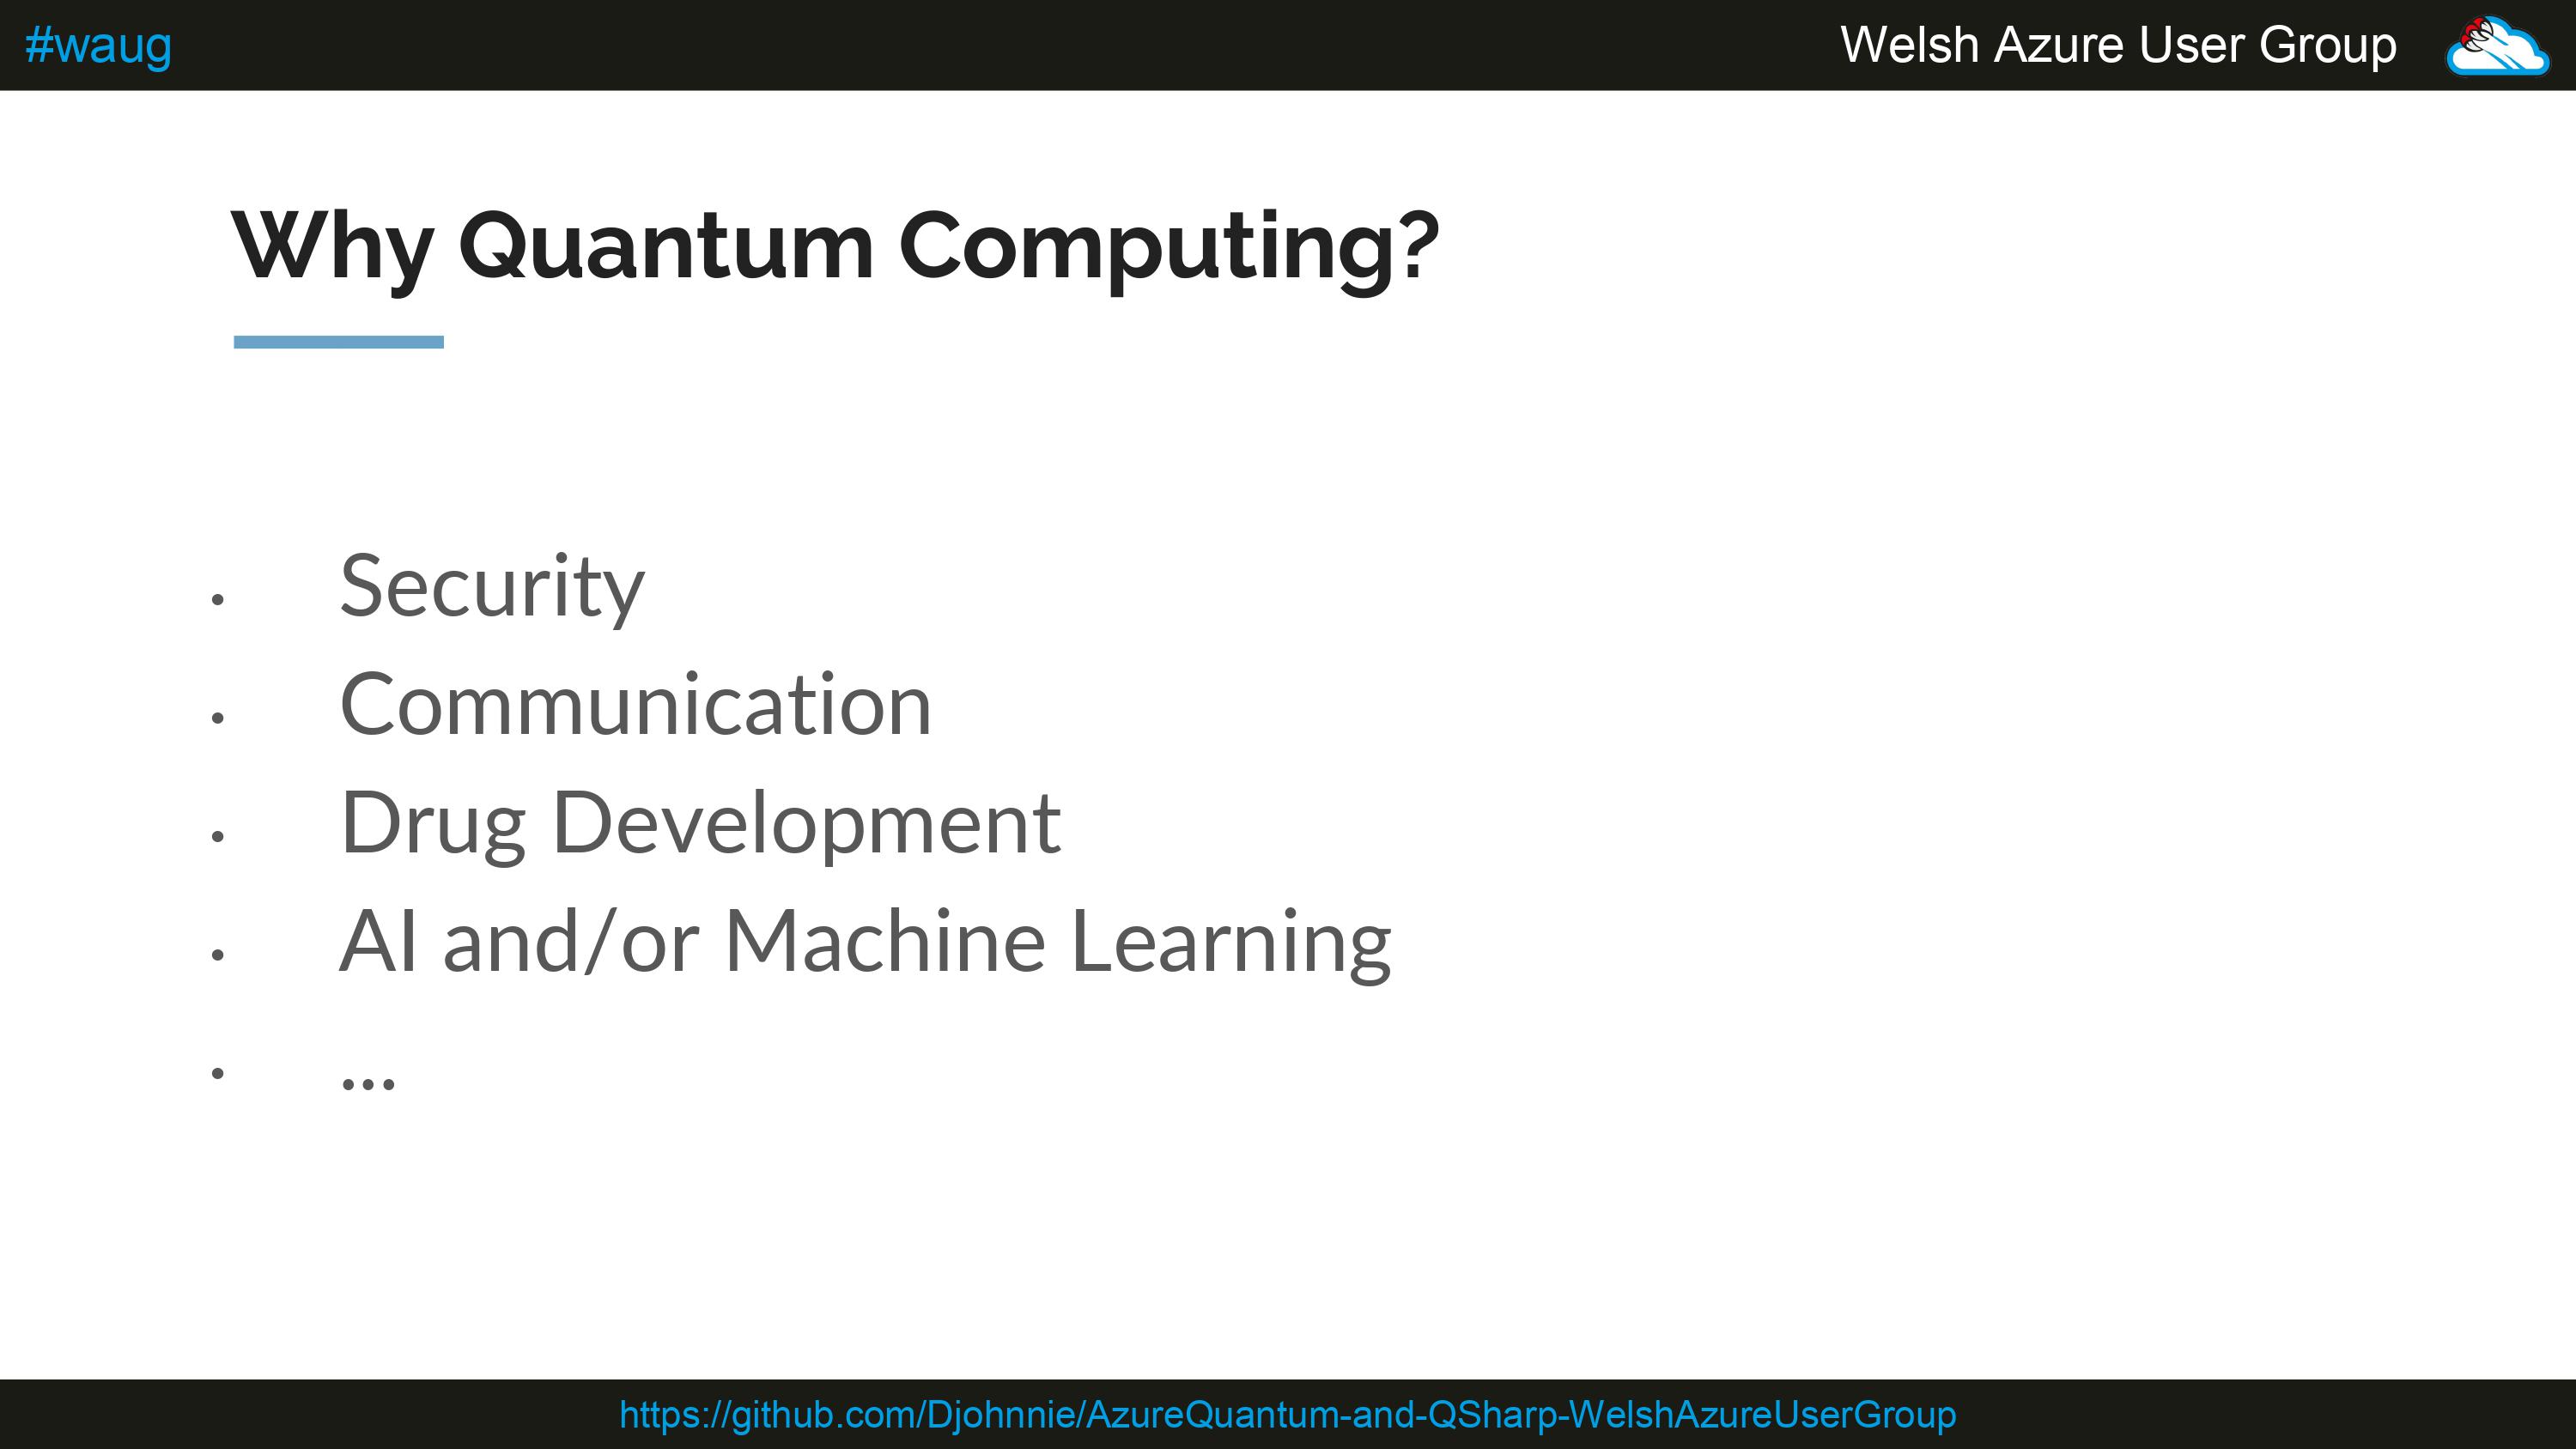 #waug
Welsh Azure User Group
Why Quantum Computing?
• Security
• Communication
• Drug Development
• AI and/or Machine Learning
• ...
https://github.com/Djohnnie/AzureQuantum-and-QSharp-WelshAzureUserGroup